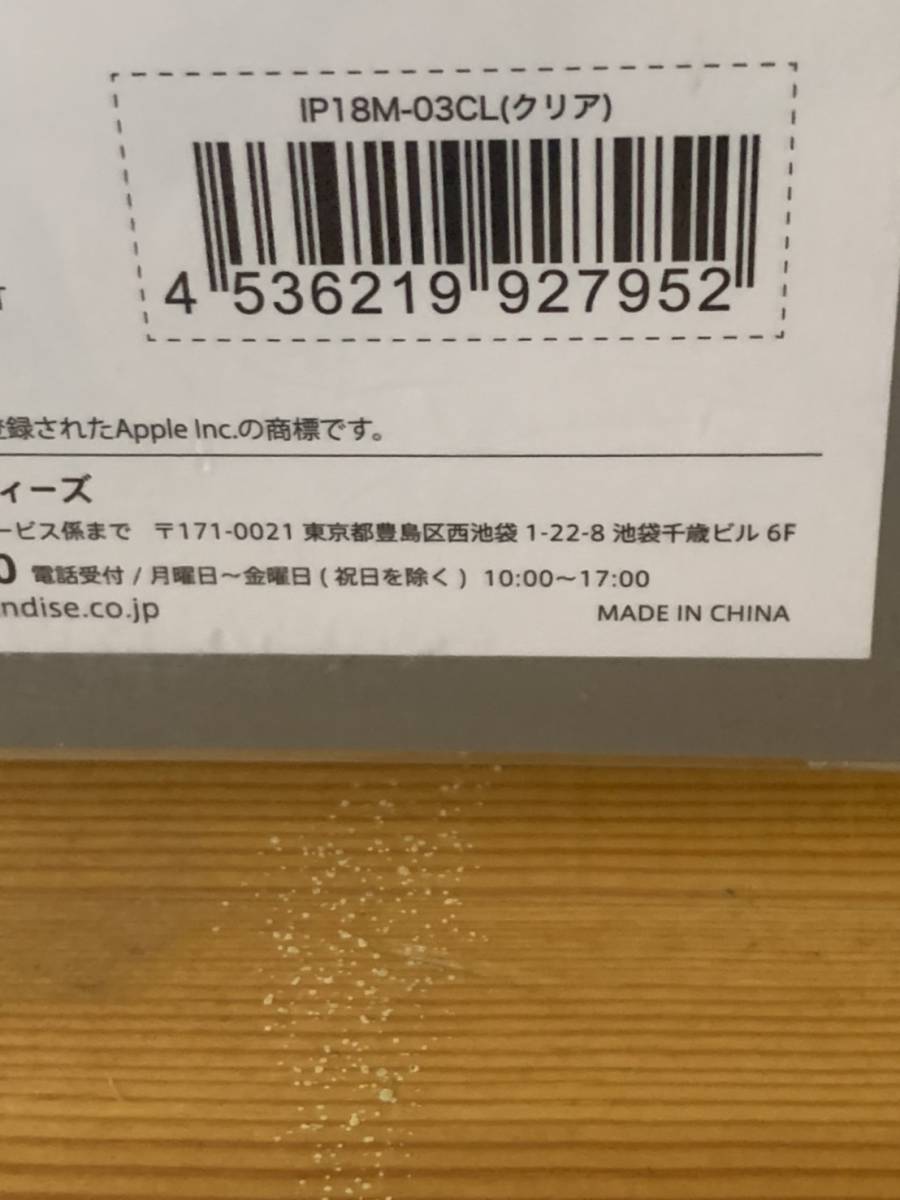 IP18M-03CL(クリア)
4 536219 927952
登録されたApple Inc.の商標です。
ィーズ
ービス係まで 〒171-0021 東京都豊島区西池袋 1-22-8 池袋千歳ビル 6F
0 電話受付 / 月曜日～金曜日 ( 祝日を除く ) 10:00～17:00
ndise.co.jp
MADE IN CHINA